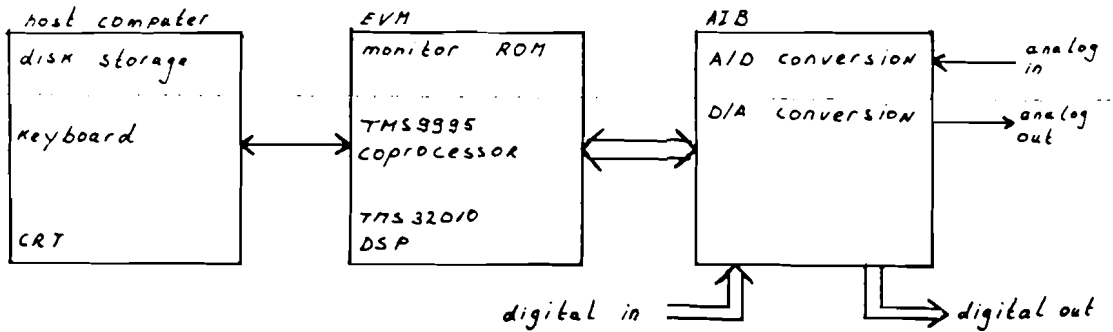 host computer
disk storage
keyboard
CRT
EVM
monitor ROM
TMS9995
COPROCESSOR
TMS32010
DSP
AIB
A/D conversion
D/A conversion
analog
in
analog
out
digital in
digital out